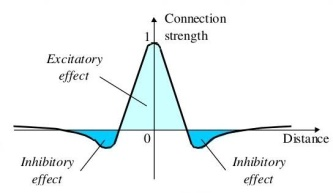 Connection
strength
1
Excitatory
effect
0
Distance
Inhibitory
effect
Inhibitory
effect